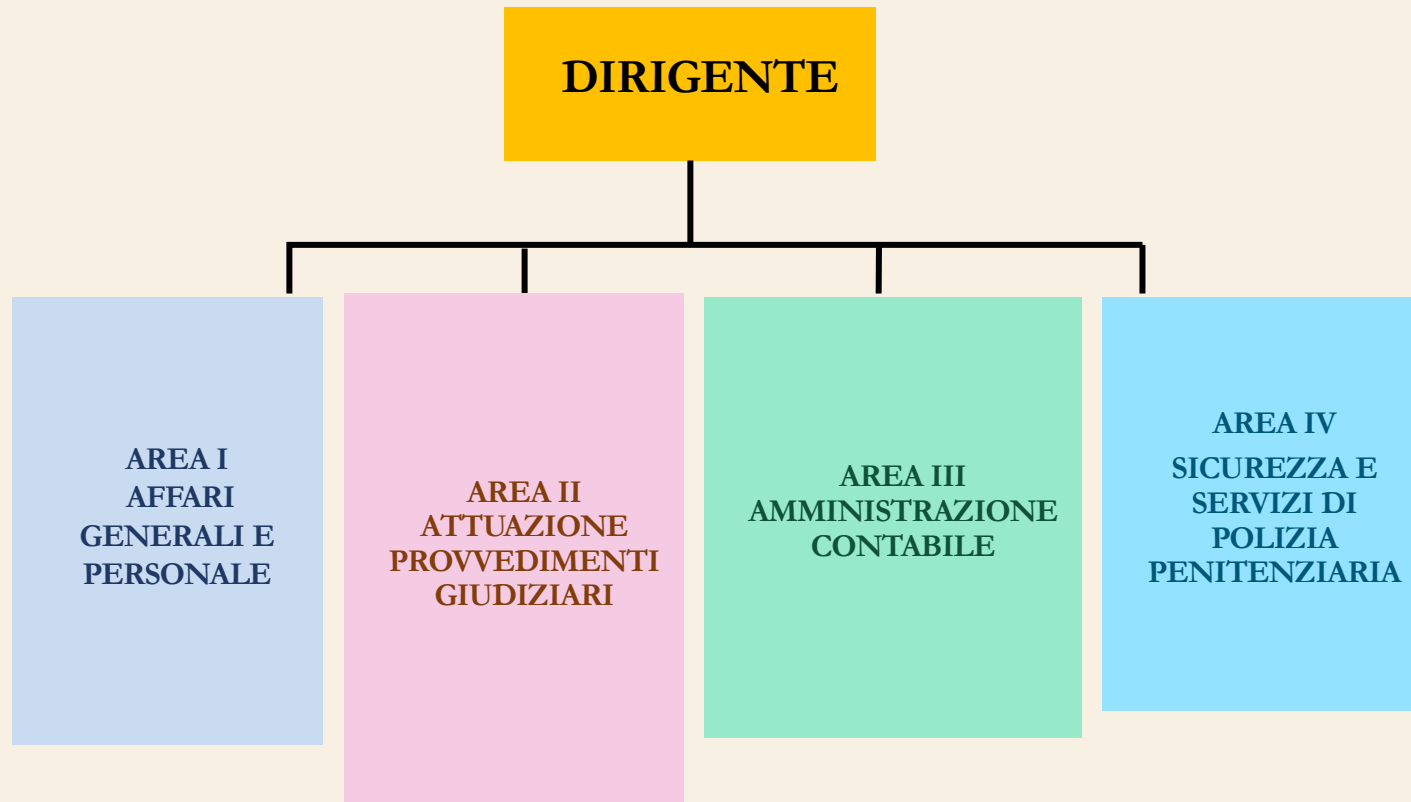 DIRIGENTE
AREA I
AFFARI
GENERALI E
PERSONALE
AREA II
ATTUAZIONE
PROVVEDIMENTI
GIUDIZIARI
AREA III
AMMINISTRAZIONE
CONTABILE
AREA IV
SICUREZZA E
SERVIZI DI
POLIZIA
PENITENZIARIA